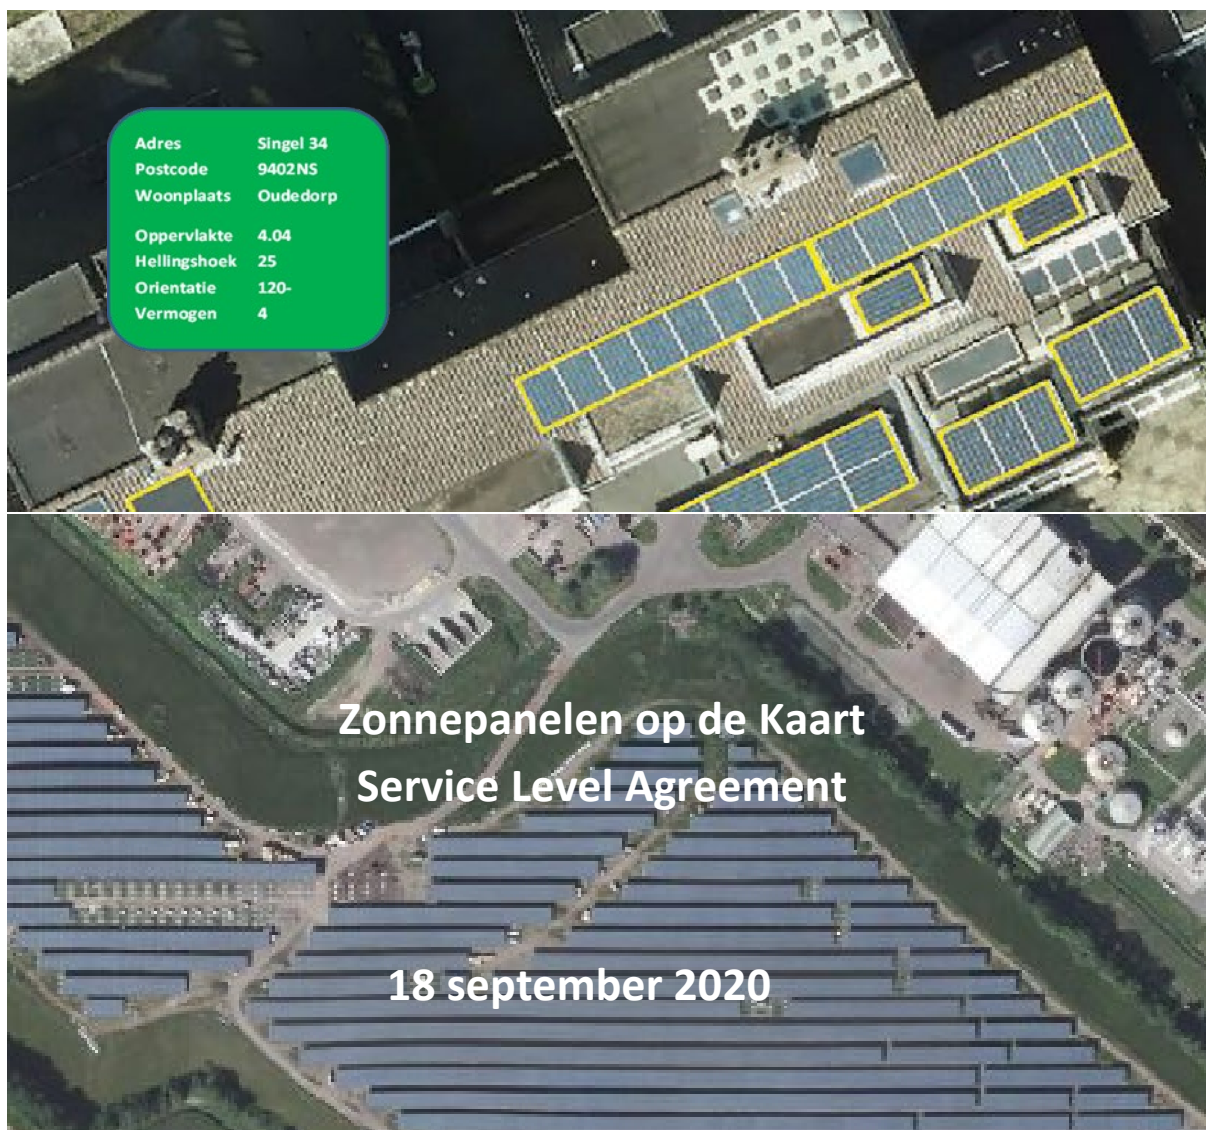 Adres Singel 34
Postcode 9402NS
Woonplaats Oudedorp
Oppervlakte 4.04
Hellingshoek 25
Orientatie 120-
Vermogen 4
Zonnepanelen op de Kaart
Service Level Agreement
18 september 2020